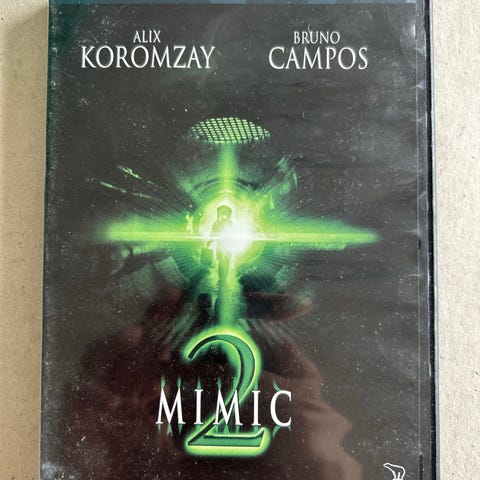 ALIX
KOROMZAY
BRUNO
CAMPOS
2
MIMIC